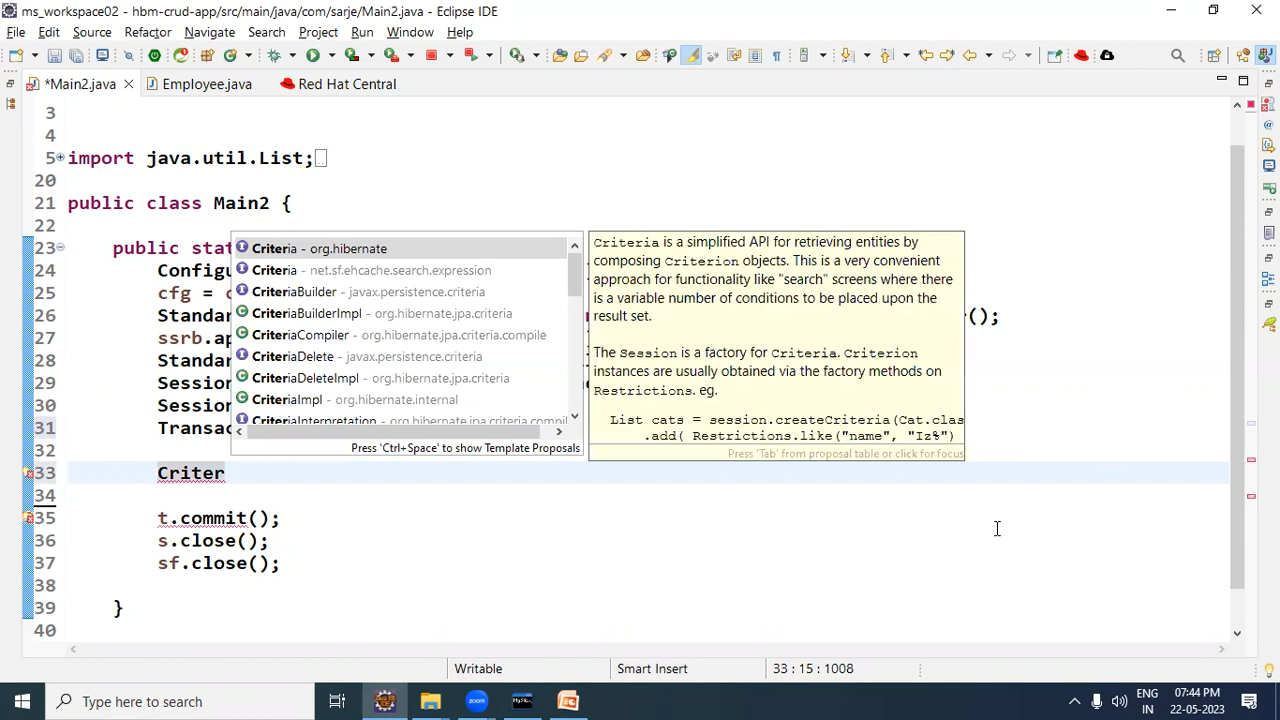 ms_workspace02 - hbm-crud-app/src/main/java/com/sarje/Main2.java - Eclipse IDE
File Edit Source Refactor Navigate Search Project Run Window Help
*Main2.java Employee.java Red Hat Central
3
4
5 import java.util.List;
20
21 public class Main2 {
22
23 public stat
24 Configu
25 cfg = c
26 Standar ();
27 ssrb.ap
28 Standar
29 Session
30 Session
31 Transac
32
33 Criter
34
35 t.commit();
36 s.close();
37 sf.close();
38
39 }
40
Criteria - org.hibernate
Criteria - net.sf.ehcache.search.expression
CriteriaBuilder - javax.persistence.criteria
CriteriaBuilderImpl - org.hibernate.jpa.criteria
CriteriaCompiler - org.hibernate.jpa.criteria.compile
CriteriaDelete - javax.persistence.criteria
CriteriaDeleteImpl - org.hibernate.jpa.criteria
CriteriaImpl - org.hibernate.internal
CriteriaInterpretation - org.hibernate.jpa.criteria.compil
Press 'Ctrl+Space' to show Template Proposals
Criteria is a simplified API for retrieving entities by
composing Criterion objects. This is a very convenient
approach for functionality like "search" screens where there
is a variable number of conditions to be placed upon the
result set.
The Session is a factory for Criteria. Criterion
instances are usually obtained via the factory methods on
Restrictions. eg.
List cats = session.createCriteria(Cat.clas
.add( Restrictions.like("name", "Iz%")
Press 'Tab' from proposal table or click for focus
Writable Smart Insert 33 : 15 : 1008
Type here to search
ENG
IN
07:44 PM
22-05-2023